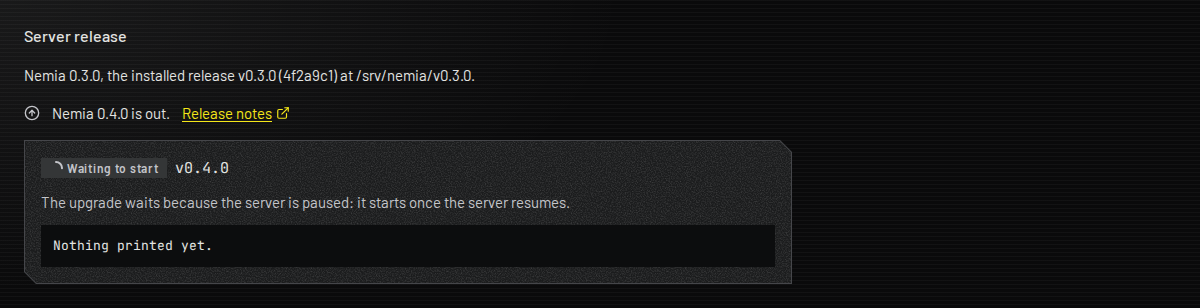 Server release
Nemia 0.3.0, the installed release v0.3.0 (4f2a9c1) at /srv/nemia/v0.3.0.
Nemia 0.4.0 is out. Release notes
Waiting to start v0.4.0
The upgrade waits because the server is paused; it starts once the server resumes.
Nothing printed yet.